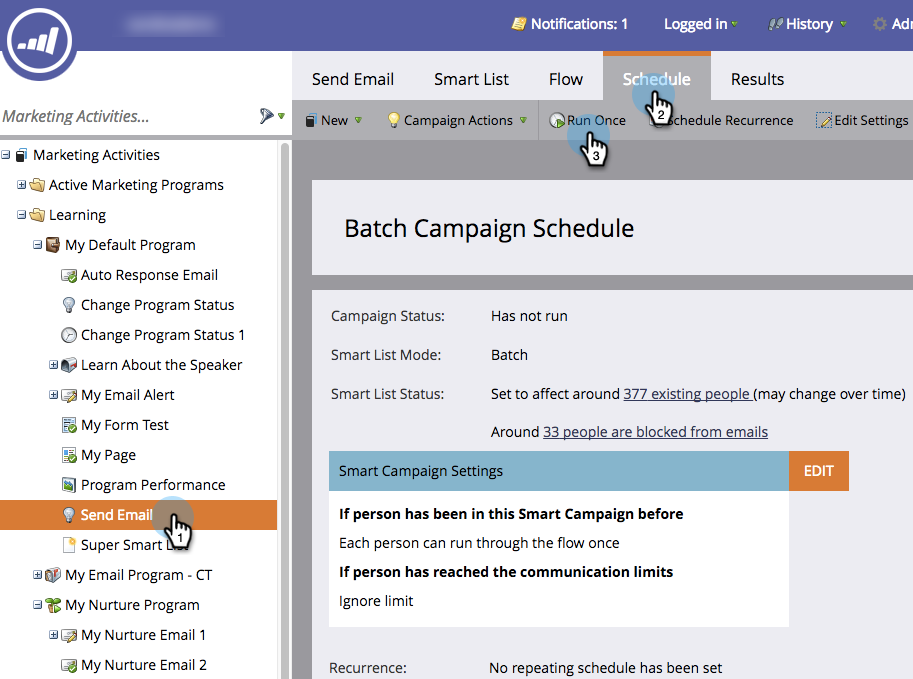 Notifications: 1
Logged in
History
Send Email
Smart List
Flow
Schedule
Results
Marketing Activities...
New
Campaign Actions
Run Once
Schedule Recurrence
Edit Settings
Marketing Activities
Active Marketing Programs
Learning
My Default Program
Auto Response Email
Change Program Status
Change Program Status 1
Learn About the Speaker
My Email Alert
My Form Test
My Page
Program Performance
Send Email
Super Smart
My Email Program - CT
My Nurture Program
My Nurture Email 1
My Nurture Email 2
2
3
1
Batch Campaign Schedule
Campaign Status: Has not run
Smart List Mode: Batch
Smart List Status: Set to affect around 377 existing people (may change over time)
Around 33 people are blocked from emails
Smart Campaign Settings
EDIT
If person has been in this Smart Campaign before
Each person can run through the flow once
If person has reached the communication limits
Ignore limit
Recurrence: No repeating schedule has been set